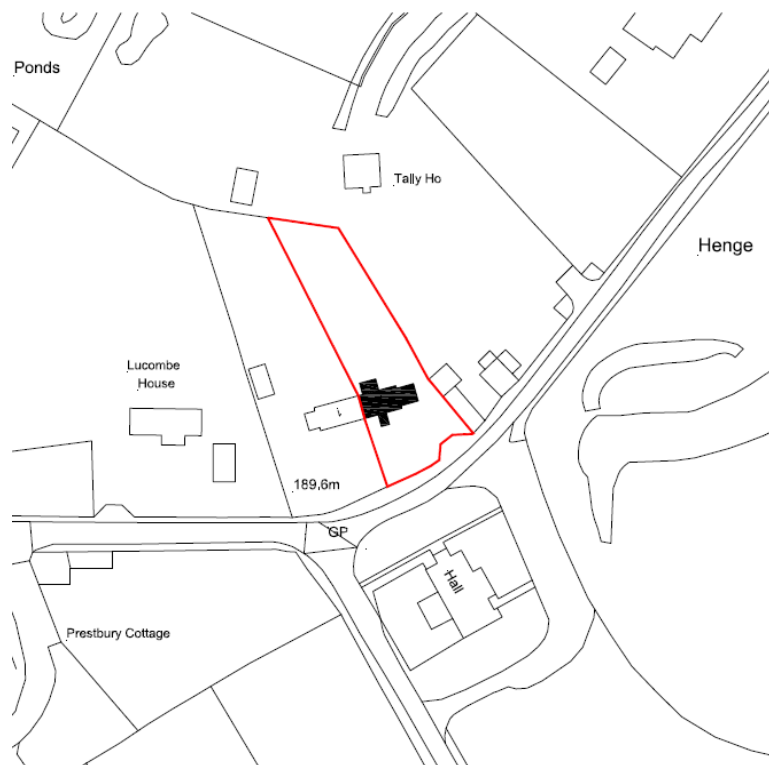 Ponds
Tally Ho
Henge
Lucombe
House
189,6m
GP
Hall
Prestbury Cottage